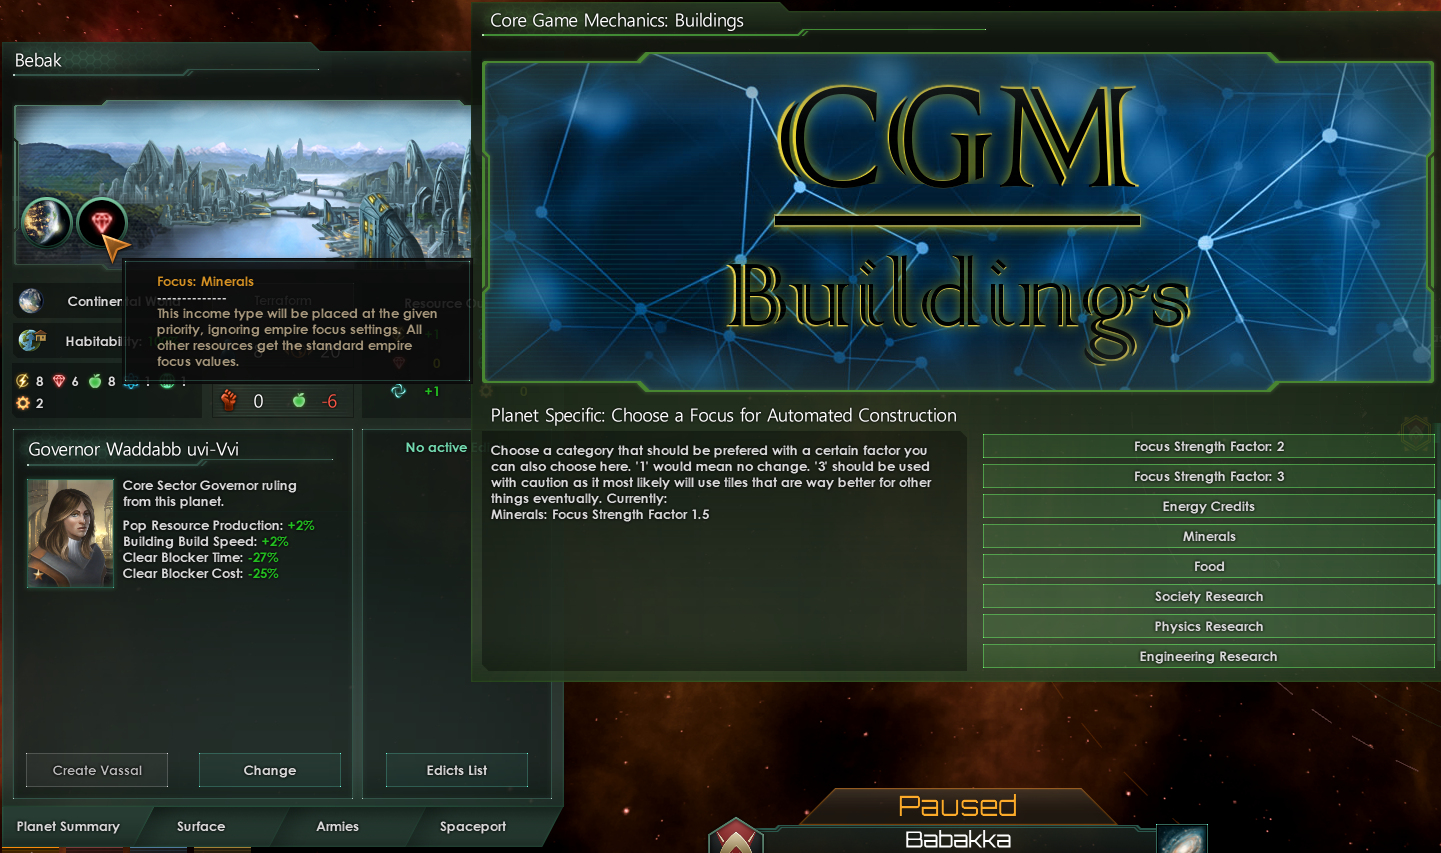 Core Game Mechanics: Buildings
Bebak
CGM
Buildings
Focus: Minerals
--------------
This income type will be placed at the given
priority, ignoring empire focus settings. All
other resources get the standard empire
focus values.
Continental World
Terraform
Habitability:
8 6 8 1 1
2
0 -6
+1
0
+1
Planet Specific: Choose a Focus for Automated Construction
Choose a category that should be prefered with a certain factor you
can also choose here. '1' would mean no change. '3' should be used
with caution as it most likely will use tiles that are way better for other
things eventually. Currently:
Minerals: Focus Strength Factor 1.5
Focus Strength Factor: 2
Focus Strength Factor: 3
Energy Credits
Minerals
Food
Society Research
Physics Research
Engineering Research
Governor Waddabb uvi-Vvi
Core Sector Governor ruling
from this planet.
Pop Resource Production: +2%
Building Build Speed: +2%
Clear Blocker Time: -27%
Clear Blocker Cost: -25%
No active
Create Vassal
Change
Edicts List
Planet Summary
Surface
Armies
Spaceport
Paused
Babakka